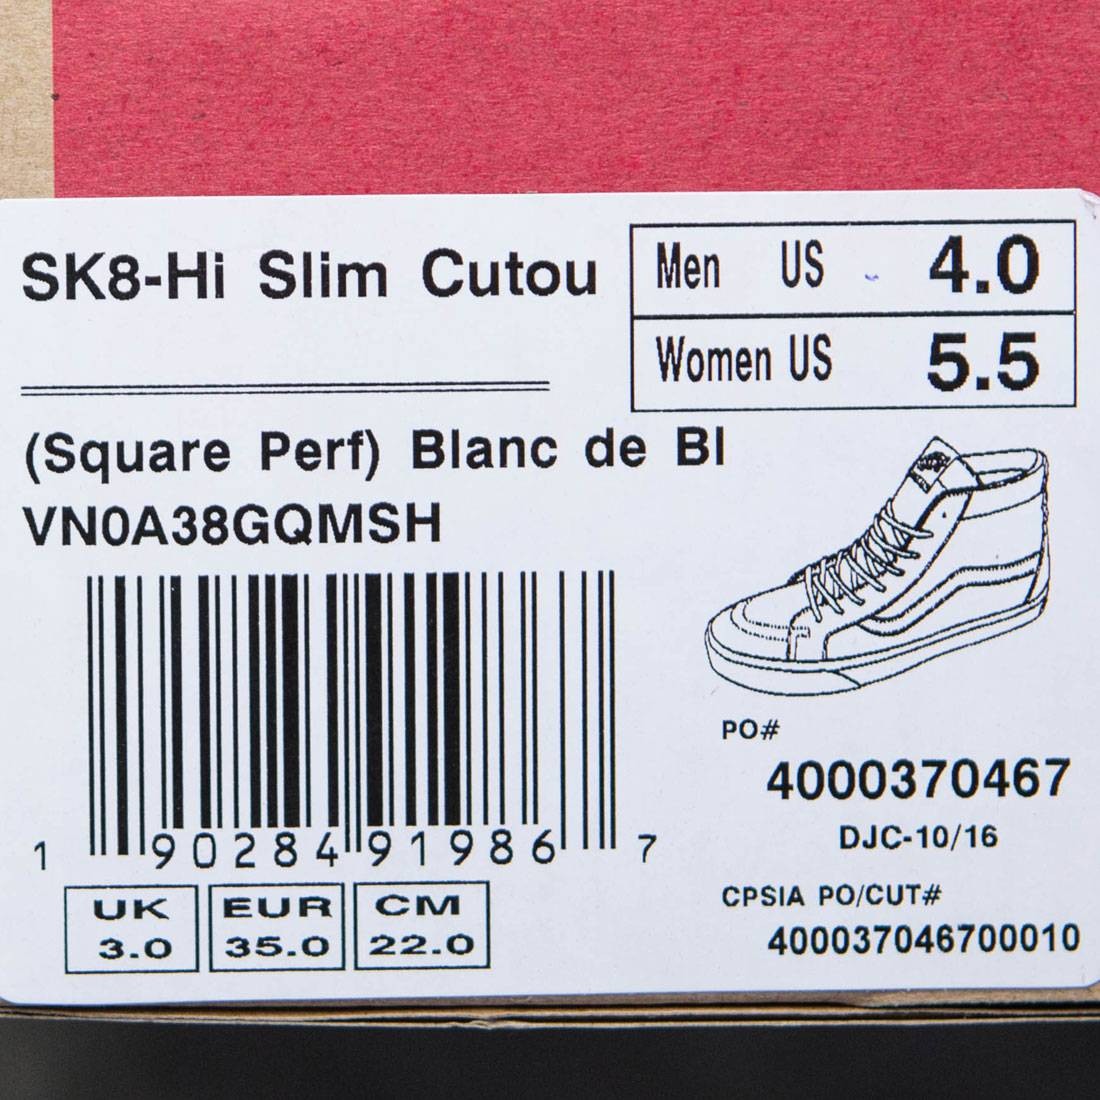 SK8-Hi Slim Cutou
Men US 4.0
Women US 5.5
(Square Perf) Blanc de Bl
VN0A38GQMSH
1 90284 91986 7
PO#
4000370467
DJC-10/16
CPSIA PO/CUT#
400037046700010
UK
3.0
EUR
35.0
CM
22.0